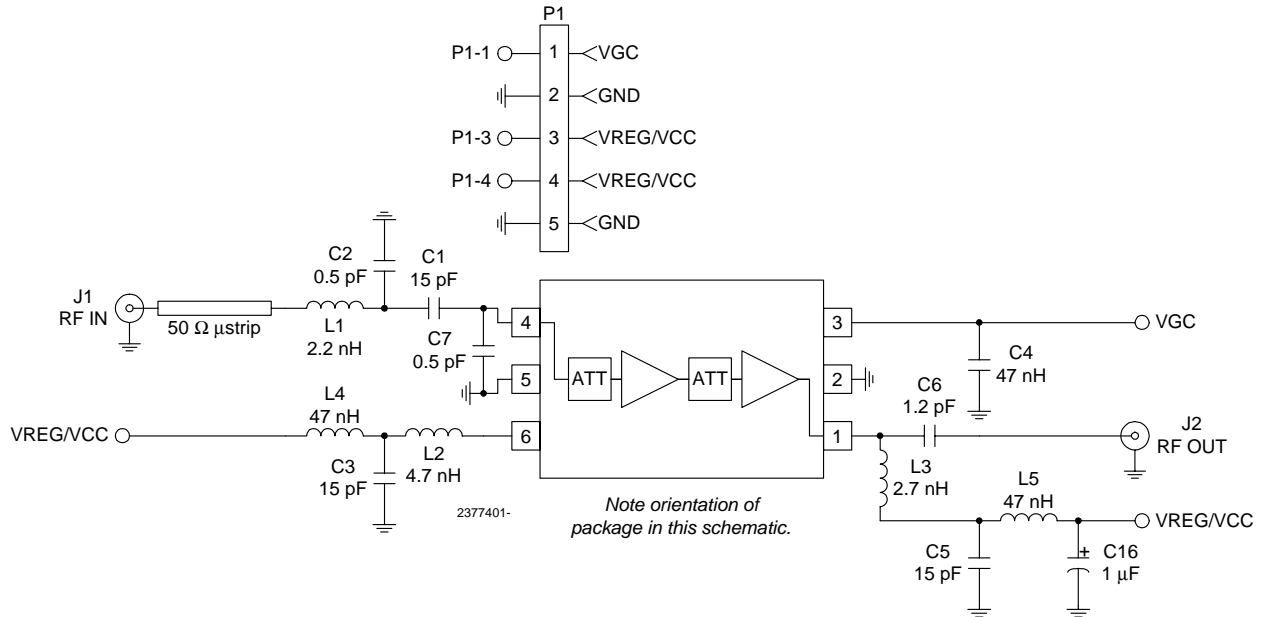 P1
P1-1
1
VGC
2
GND
P1-3
3
VREG/VCC
P1-4
4
VREG/VCC
5
GND
C2
0.5 pF
C1
15 pF
J1
RF IN
50 Ω µstrip
L1
2.2 nH
C7
0.5 pF
4
5
6
ATT
ATT
3
2
1
VGC
C4
47 nH
C6
1.2 pF
J2
RF OUT
L4
47 nH
VREG/VCC
C3
15 pF
L2
4.7 nH
2377401-
Note orientation of
package in this schematic.
L3
2.7 nH
L5
47 nH
VREG/VCC
C5
15 pF
+
C16
1 µF